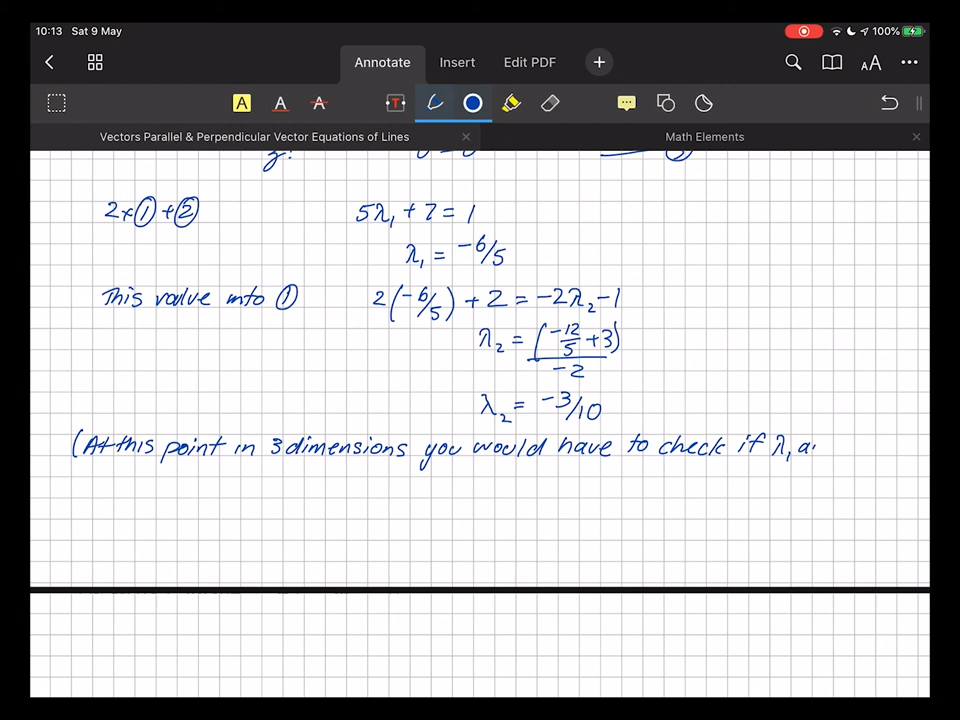 10:13 Sat 9 May
100%
Annotate Insert Edit PDF
Vectors Parallel & Perpendicular Vector Equations of Lines
Math Elements
2×① + ② 5λ₁ + 7 = 1
λ₁ = -6/5
This value into ① 2(-6/5) + 2 = -2λ₂ - 1
λ₂ = (-12/5 + 3)/-2
λ₂ = -3/10
(At this point in 3 dimensions you would have to check if λ₁ a